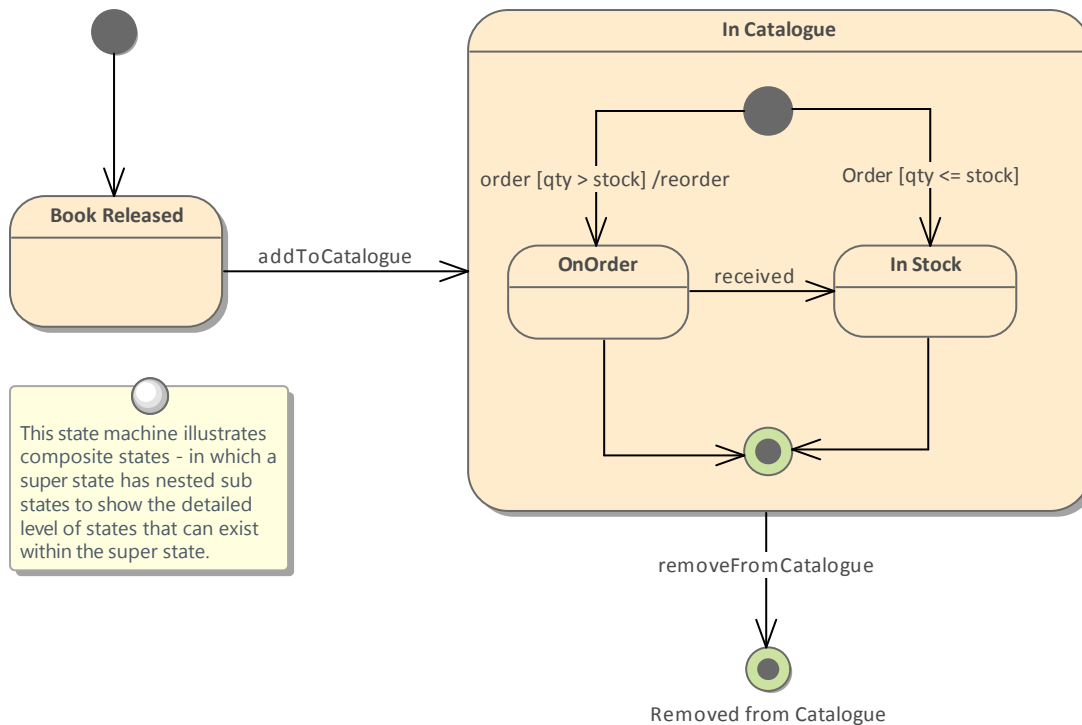 In Catalogue
order [qty > stock] /reorder
Order [qty <= stock]
Book Released
addToCatalogue
OnOrder
received
In Stock
This state machine illustrates
composite states - in which a
super state has nested sub
states to show the detailed
level of states that can exist
within the super state.
removeFromCatalogue
Removed from Catalogue